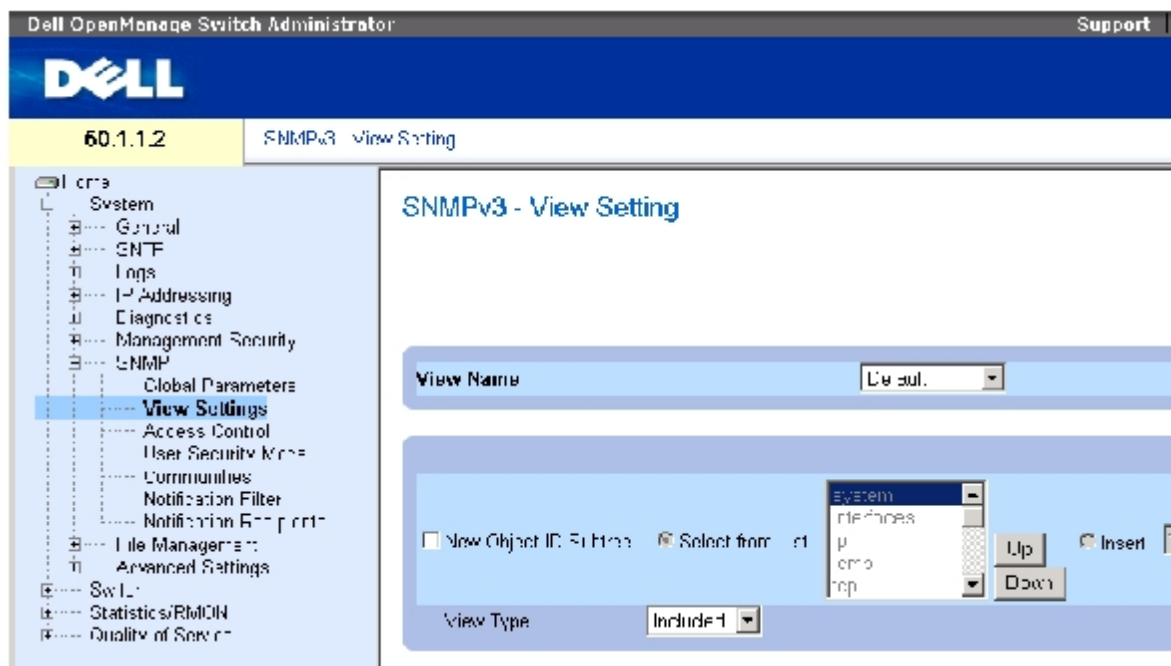 Dell OpenManage Switch Administrator
Support
DELL
60.1.1.2
SNMPv3 - View Setting
Home
System
General
SNTP
Logs
IP Addressing
Diagnostics
Management Security
SNMP
Global Parameters
View Settings
Access Control
User Security Model
Communities
Notification Filter
Notification Recipients
File Management
Advanced Settings
Switch
Statistics/RMON
Quality of Service
SNMPv3 - View Setting
View Name
Default
New Object ID Subtree
Select from List
system
interfaces
ip
icmp
tcp
Up
Down
Insert
View Type
Included